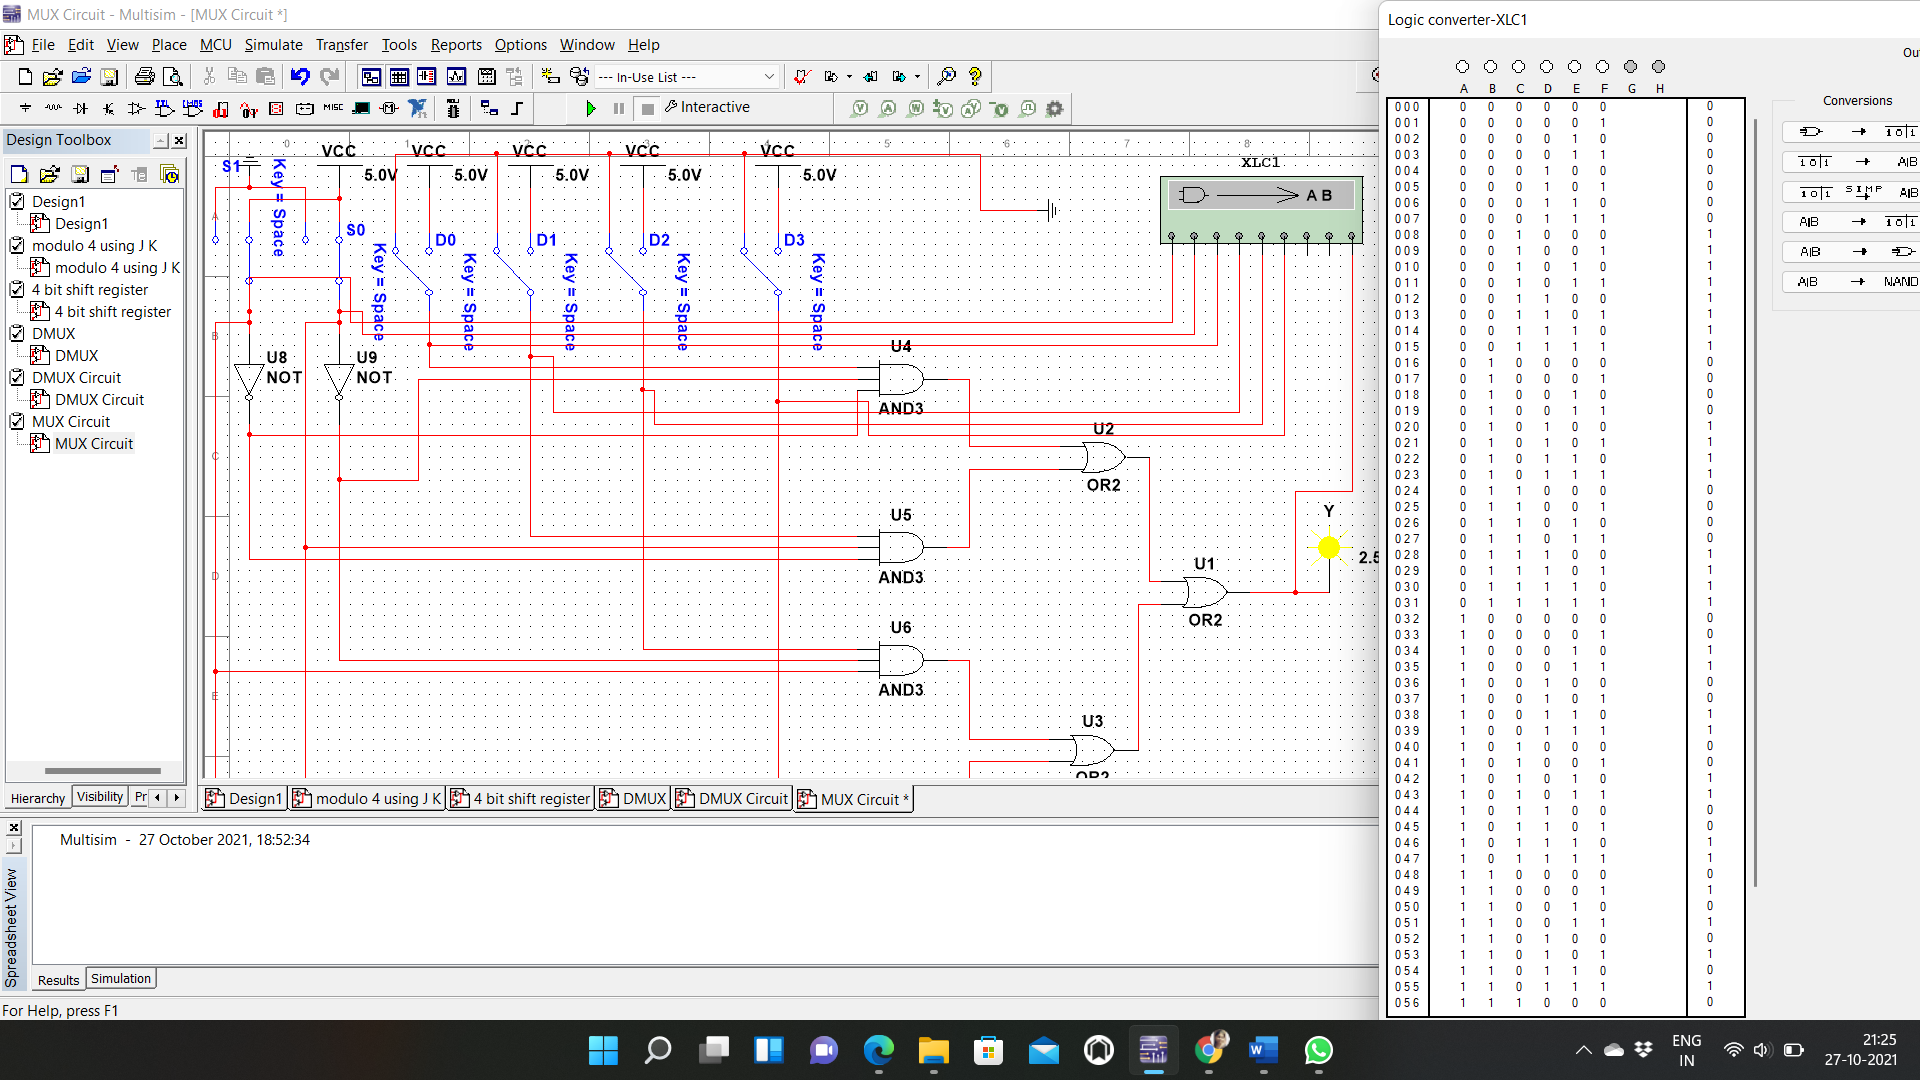 MUX Circuit - Multisim - [MUX Circuit *]
File Edit View Place MCU Simulate Transfer Tools Reports Options Window Help
--- In-Use List ---
MISC
Interactive
Design Toolbox
Design1
Design1
modulo 4 using J K
modulo 4 using J K
4 bit shift register
4 bit shift register
DMUX
DMUX
DMUX Circuit
DMUX Circuit
MUX Circuit
MUX Circuit
Hierarchy Visibility Pr
0 1 2 3 4 5 6 7 8
A
B
C
D
E
VCC VCC VCC VCC VCC
5.0V 5.0V 5.0V 5.0V 5.0V
S1 S0 D0 D1 D2 D3
Key = Space
Key = Space
Key = Space
Key = Space
Key = Space
Key = Space
XLC1
A B
U8
NOT
U9
NOT
U4
AND3
U2
OR2
U5
AND3
Y
2.5
U1
OR2
U6
AND3
U3
OR2
Design1 modulo 4 using J K 4 bit shift register DMUX DMUX Circuit MUX Circuit *
Multisim - 27 October 2021, 18:52:34
Spreadsheet View
Results Simulation
For Help, press F1
Logic converter-XLC1
Ou
A B C D E F G H
000 0 0 0 0 0 0 0
001 0 0 0 0 0 1 0
002 0 0 0 0 1 0 0
003 0 0 0 0 1 1 0
004 0 0 0 1 0 0 0
005 0 0 0 1 0 1 0
006 0 0 0 1 1 0 0
007 0 0 0 1 1 1 0
008 0 0 1 0 0 0 1
009 0 0 1 0 0 1 1
010 0 0 1 0 1 0 1
011 0 0 1 0 1 1 1
012 0 0 1 1 0 0 1
013 0 0 1 1 0 1 1
014 0 0 1 1 1 0 1
015 0 0 1 1 1 1 1
016 0 1 0 0 0 0 0
017 0 1 0 0 0 1 0
018 0 1 0 0 1 0 0
019 0 1 0 0 1 1 0
020 0 1 0 1 0 0 1
021 0 1 0 1 0 1 1
022 0 1 0 1 1 0 1
023 0 1 0 1 1 1 1
024 0 1 1 0 0 0 0
025 0 1 1 0 0 1 0
026 0 1 1 0 1 0 0
027 0 1 1 0 1 1 0
028 0 1 1 1 0 0 1
029 0 1 1 1 0 1 1
030 0 1 1 1 1 0 1
031 0 1 1 1 1 1 1
032 1 0 0 0 0 0 0
033 1 0 0 0 0 1 0
034 1 0 0 0 1 0 1
035 1 0 0 0 1 1 1
036 1 0 0 1 0 0 0
037 1 0 0 1 0 1 0
038 1 0 0 1 1 0 1
039 1 0 0 1 1 1 1
040 1 0 1 0 0 0 0
041 1 0 1 0 0 1 0
042 1 0 1 0 1 0 1
043 1 0 1 0 1 1 1
044 1 0 1 1 0 0 0
045 1 0 1 1 0 1 0
046 1 0 1 1 1 0 1
047 1 0 1 1 1 1 1
048 1 1 0 0 0 0 0
049 1 1 0 0 0 1 1
050 1 1 0 0 1 0 0
051 1 1 0 0 1 1 1
052 1 1 0 1 0 0 0
053 1 1 0 1 0 1 1
054 1 1 0 1 1 0 0
055 1 1 0 1 1 1 1
056 1 1 1 0 0 0 0
Conversions
1 0 | 1
1 0 | 1 A|B
1 0 | 1 SIMP A|B
A|B 1 0 | 1
A|B
A|B NAND
ENG
IN
21:25
27-10-2021